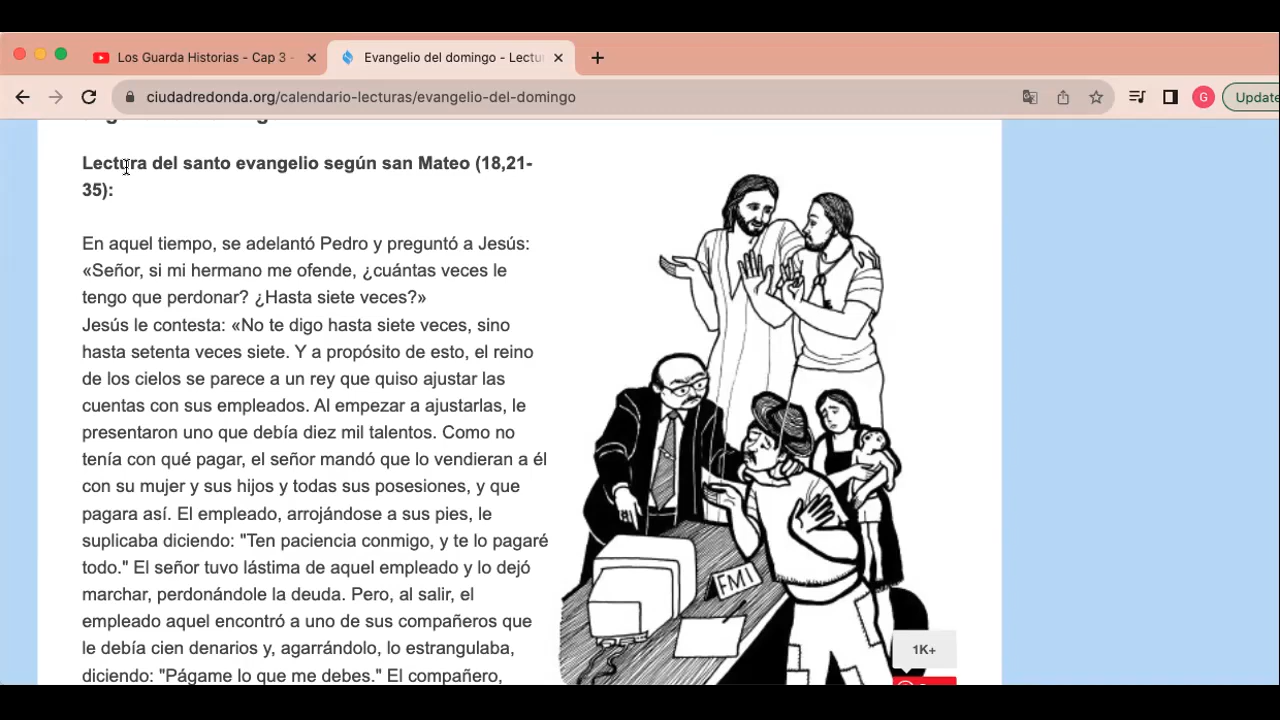 Los Guarda Historias - Cap 3 -
Evangelio del domingo - Lectu
ciudadredonda.org/calendario-lecturas/evangelio-del-domingo
G
Update
Lectura del santo evangelio según san Mateo (18,21-
35):
En aquel tiempo, se adelantó Pedro y preguntó a Jesús:
«Señor, si mi hermano me ofende, ¿cuántas veces le
tengo que perdonar? ¿Hasta siete veces?»
Jesús le contesta: «No te digo hasta siete veces, sino
hasta setenta veces siete. Y a propósito de esto, el reino
de los cielos se parece a un rey que quiso ajustar las
cuentas con sus empleados. Al empezar a ajustarlas, le
presentaron uno que debía diez mil talentos. Como no
tenía con qué pagar, el señor mandó que lo vendieran a él
con su mujer y sus hijos y todas sus posesiones, y que
pagara así. El empleado, arrojándose a sus pies, le
suplicaba diciendo: "Ten paciencia conmigo, y te lo pagaré
todo." El señor tuvo lástima de aquel empleado y lo dejó
marchar, perdonándole la deuda. Pero, al salir, el
empleado aquel encontró a uno de sus compañeros que
le debía cien denarios y, agarrándolo, lo estrangulaba,
diciendo: "Págame lo que me debes." El compañero,
FMI
1K+